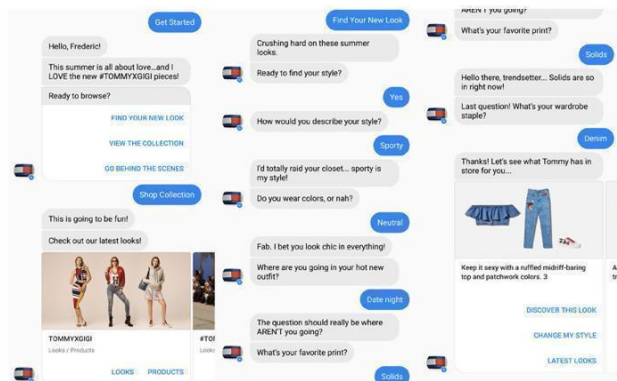 Get Started
Hello, Frederic!
This summer is all about love...and I
LOVE the new #TOMMYXGIGI pieces!
Ready to browse?
FIND YOUR NEW LOOK
VIEW THE COLLECTION
GO BEHIND THE SCENES
Shop Collection
This is going to be fun!
Check out our latest looks!
TOMMYXGIGI
Looks / Products
LOOKS PRODUCTS
Find Your New Look
Crushing hard on these summer
looks.
Ready to find your style?
Yes
How would you describe your style?
Sporty
I'd totally raid your closet... sporty is
my style!
Do you wear colors, or nah?
Neutral
Fab. I bet you look chic in everything!
Where are you going in your hot new
outfit?
Date night
The question should really be where
AREN'T you going?
What's your favorite print?
Solids
AREN'T you going?
What's your favorite print?
Solids
Hello there, trendsetter... Solids are so
in right now!
Last question! What's your wardrobe
staple?
Denim
Thanks! Let's see what Tommy has in
store for you...
Keep it sexy with a ruffled midriff-baring
top and patchwork colors. 3
DISCOVER THIS LOOK
CHANGE MY STYLE
LATEST LOOKS